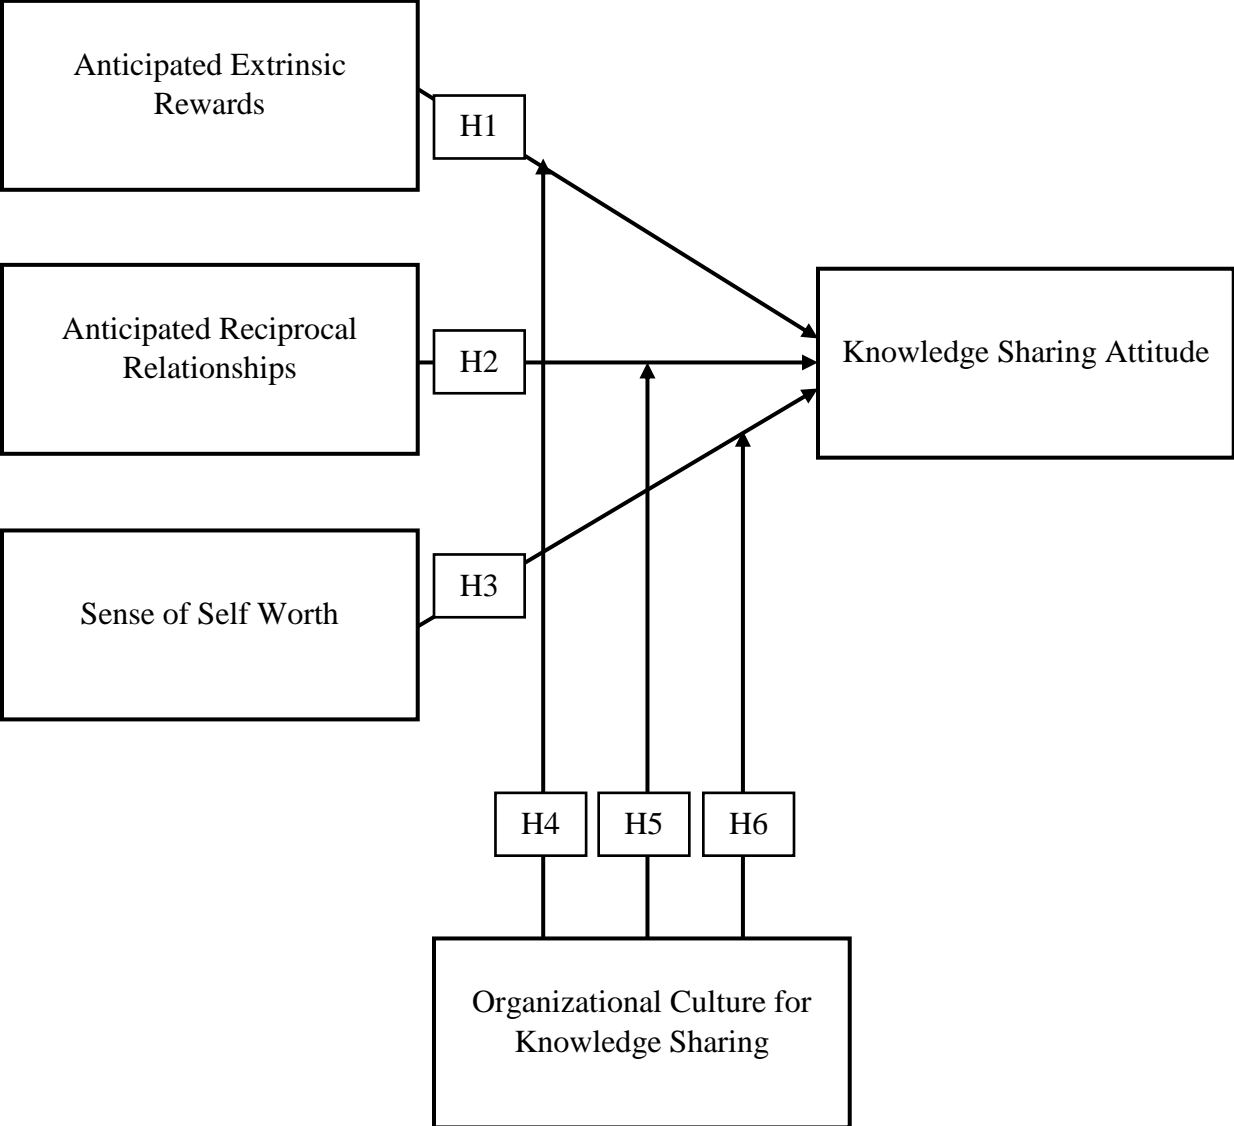 Anticipated Extrinsic
Rewards
H1
Anticipated Reciprocal
Relationships
H2
Knowledge Sharing Attitude
Sense of Self Worth
H3
H4
H5
H6
Organizational Culture for
Knowledge Sharing